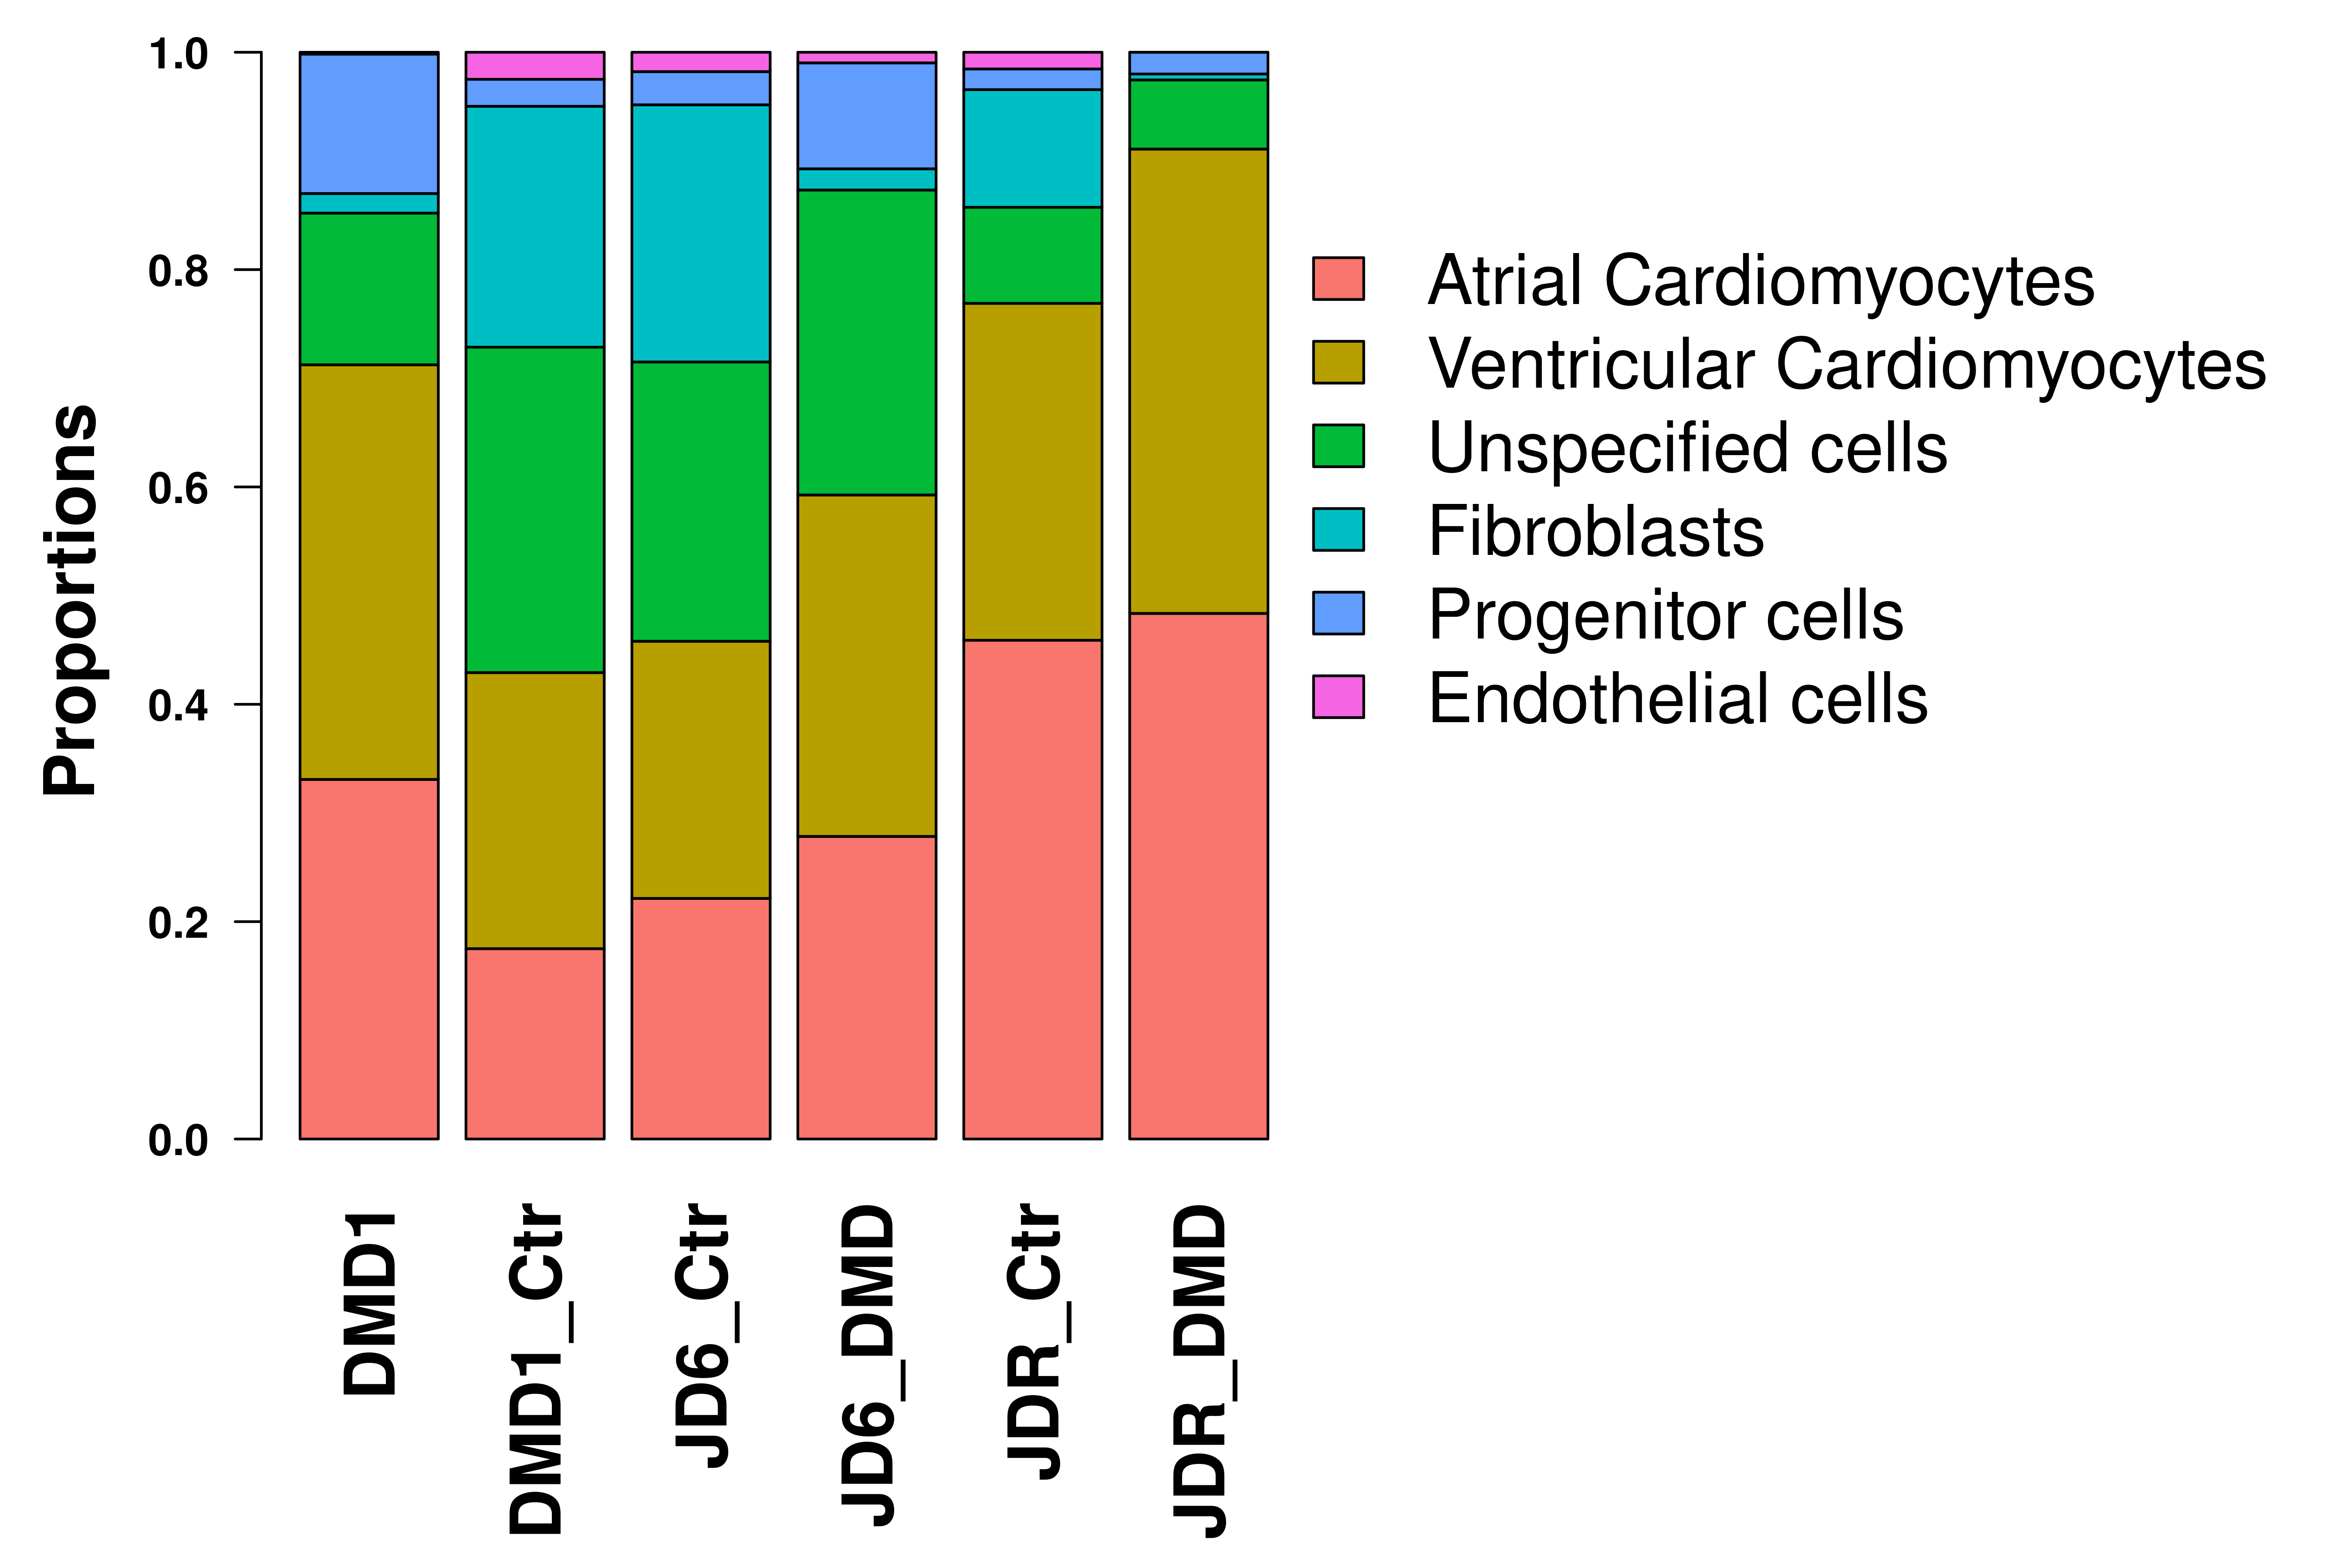 Proportions
1.0
0.8
0.6
0.4
0.2
0.0
DMD1
DMD1_Ctr
JD6_Ctr
JD6_DMD
JDR_Ctr
JDR_DMD
Atrial Cardiomyocytes
Ventricular Cardiomyocytes
Unspecified cells
Fibroblasts
Progenitor cells
Endothelial cells